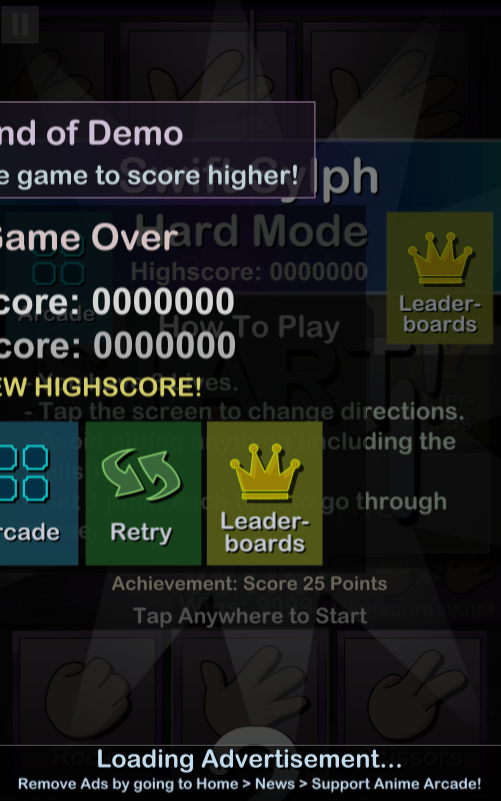 nd of Demo
e game to score higher!
Swift Sylph
Game Over
Hard Mode
Highscore: 0000000
Leader-
boards
core: 0000000
Arcade
How To Play
core: 0000000
EW HIGHSCORE!
- Tap the screen to change directions.
(including the
go through
rcade
Retry
Leader-
boards
Achievement: Score 25 Points
Tap Anywhere to Start
Loading Advertisement...
Remove Ads by going to Home > News > Support Anime Arcade!